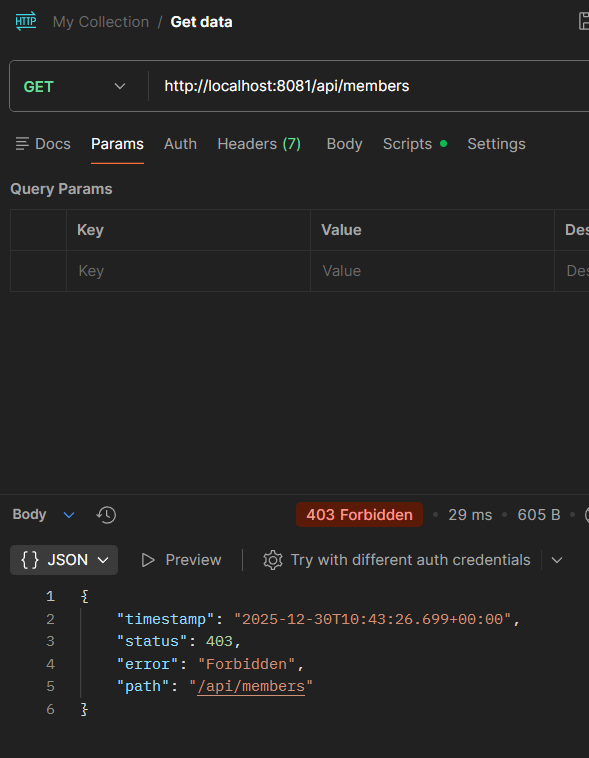 HTTP My Collection / Get data
GET http://localhost:8081/api/members
Docs Params Auth Headers (7) Body Scripts Settings
Query Params
Key Value Des
Key Value Des
Body 403 Forbidden • 29 ms • 605 B •
{} JSON Preview Try with different auth credentials
1 {
2 "timestamp": "2025-12-30T10:43:26.699+00:00",
3 "status": 403,
4 "error": "Forbidden",
5 "path": "/api/members"
6 }